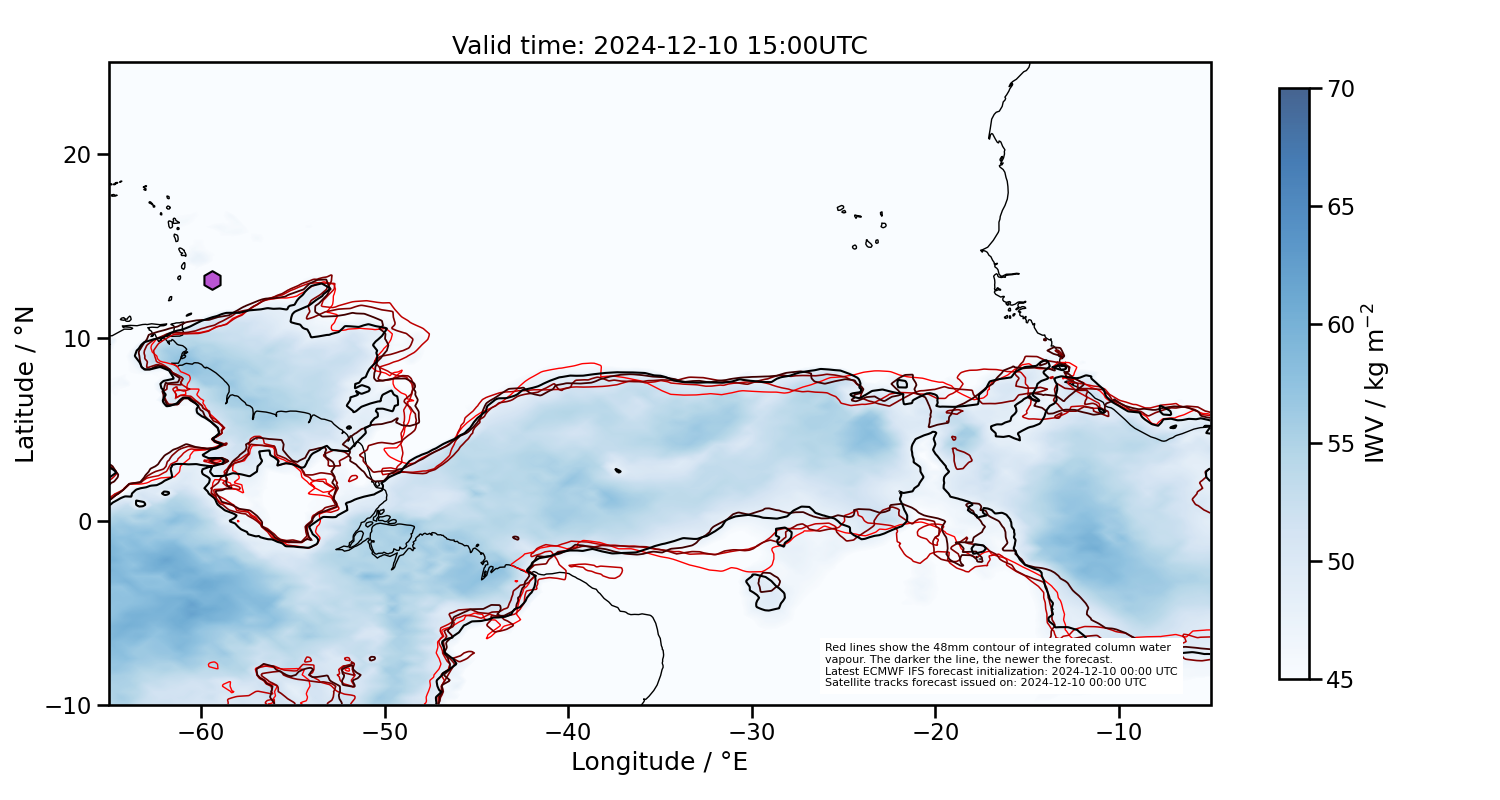 Valid time: 2024-12-10 15:00UTC
Latitude / °N
20
10
0
−10
−60
−50
−40
−30
−20
−10
Longitude / °E
Red lines show the 48mm contour of integrated column water
vapour. The darker the line, the newer the forecast.
Latest ECMWF IFS forecast initialization: 2024-12-10 00:00 UTC
Satellite tracks forecast issued on: 2024-12-10 00:00 UTC
70
65
60
55
50
45
IWV / kg m⁻²